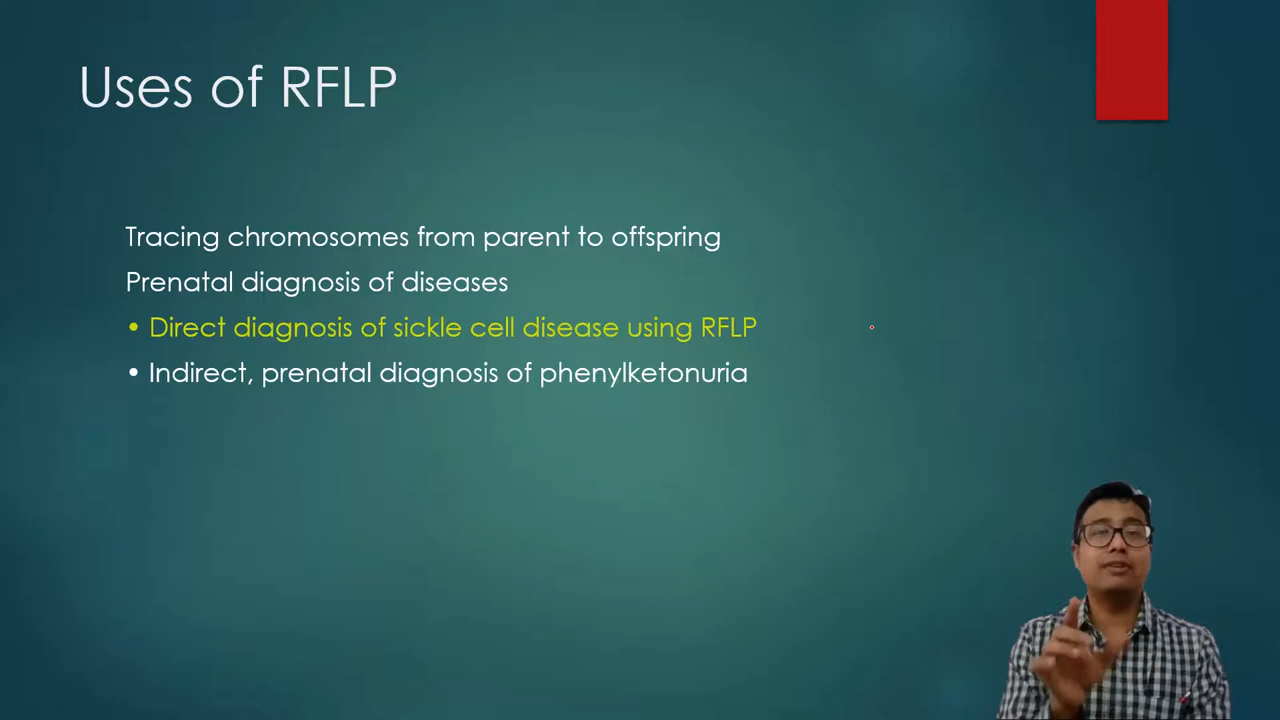 Uses of RFLP
Tracing chromosomes from parent to offspring
Prenatal diagnosis of diseases
• Direct diagnosis of sickle cell disease using RFLP
• Indirect, prenatal diagnosis of phenylketonuria